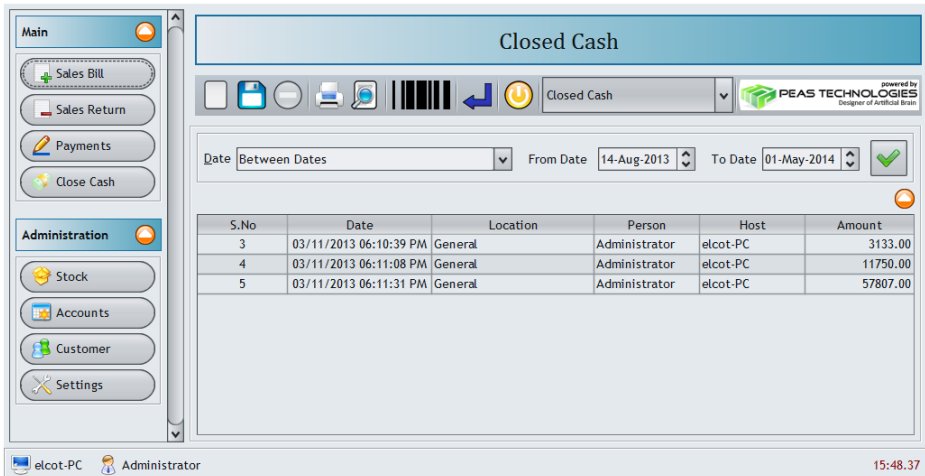 Main
Sales Bill
Sales Return
Payments
Close Cash
Administration
Stock
Accounts
Customer
Settings
Closed Cash
Closed Cash
powered by
PEAS TECHNOLOGIES
Designer of Artificial Brain
Date Between Dates From Date 14-Aug-2013 To Date 01-May-2014
S.No Date Location Person Host Amount
3 03/11/2013 06:10:39 PM General Administrator elcot-PC 3133.00
4 03/11/2013 06:11:08 PM General Administrator elcot-PC 11750.00
5 03/11/2013 06:11:31 PM General Administrator elcot-PC 57807.00
elcot-PC Administrator 15:48.37